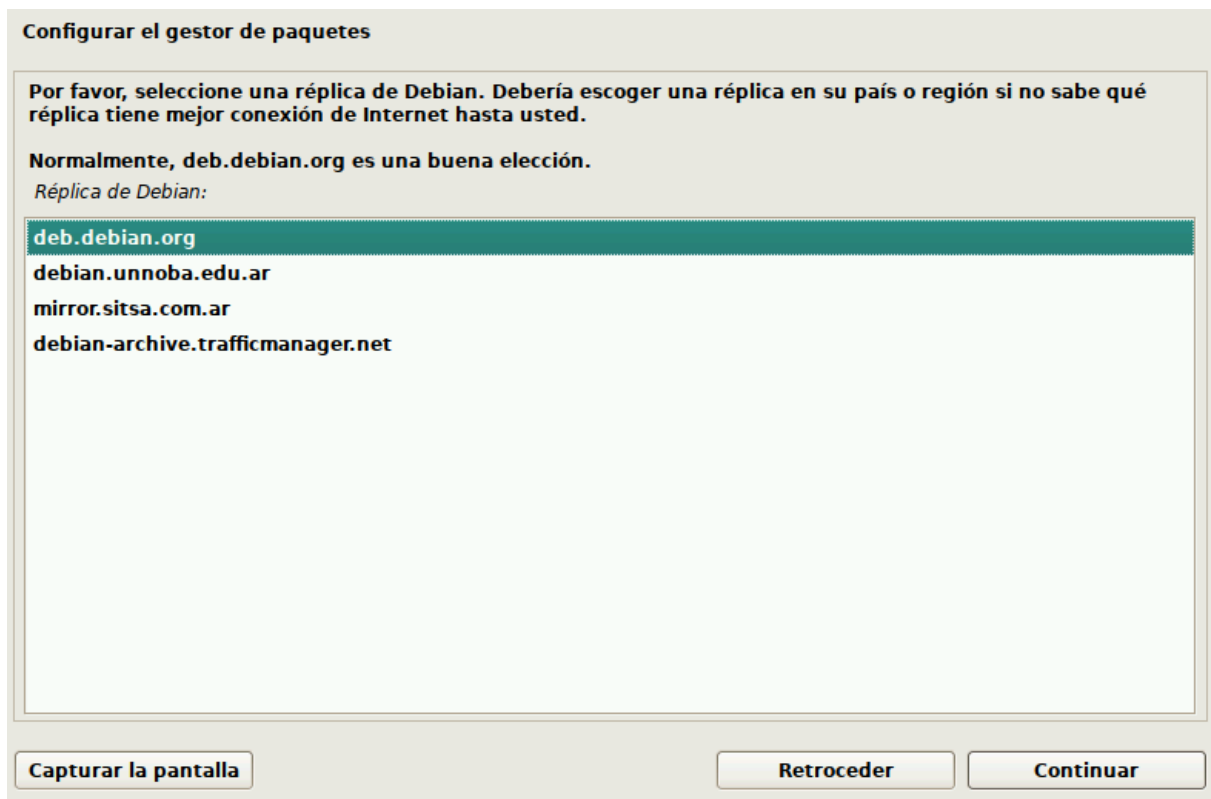 Configurar el gestor de paquetes
Por favor, seleccione una réplica de Debian. Debería escoger una réplica en su país o región si no sabe qué
réplica tiene mejor conexión de Internet hasta usted.
Normalmente, deb.debian.org es una buena elección.
Réplica de Debian:
deb.debian.org
debian.unnoba.edu.ar
mirror.sitsa.com.ar
debian-archive.trafficmanager.net
Capturar la pantalla
Retroceder
Continuar